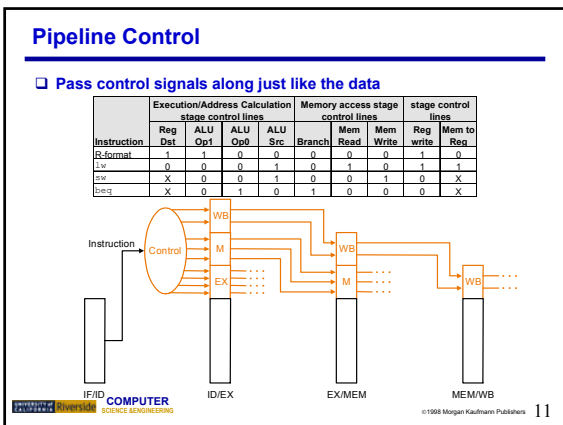 Pipeline Control
❑ Pass control signals along just like the data
Execution/Address Calculation stage control lines
Memory access stage control lines
stage control lines
Instruction Reg Dst ALU Op1 ALU Op0 ALU Src Branch Mem Read Mem Write Reg write Mem to Reg
R-format 1 1 0 0 0 0 0 1 0
lw 0 0 0 1 0 1 0 1 1
sw X 0 0 1 0 0 1 0 X
beq X 0 1 0 1 0 0 0 X
Instruction
Control
WB
M
EX
WB
M
WB
IF/ID
ID/EX
EX/MEM
MEM/WB
Riverside
COMPUTER
SCIENCE &ENGINEERING
©1998 Morgan Kaufmann Publishers
11